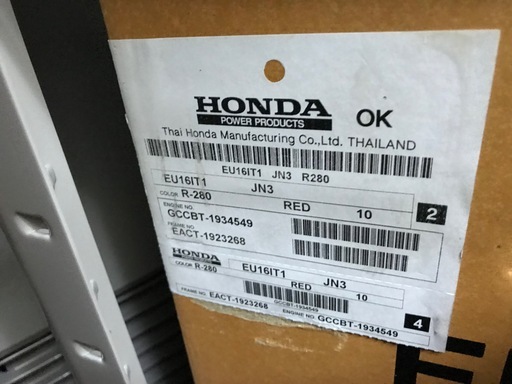 HONDA OK
POWER PRODUCTS
Thai Honda Manufacturing Co.,Ltd. THAILAND
EU16IT1 JN3 R280
EU16IT1 JN3
COLOR R-280 RED 10 2
ENGINE NO
GCCBT-1934549
FRAME NO
EACT-1923268
HONDA EU16IT1 JN3
COLOR R-280 RED 10
FRAME NO. EACT-1923268 GCCBT-1934549
ENGINE NO. GCCBT-1934549 4